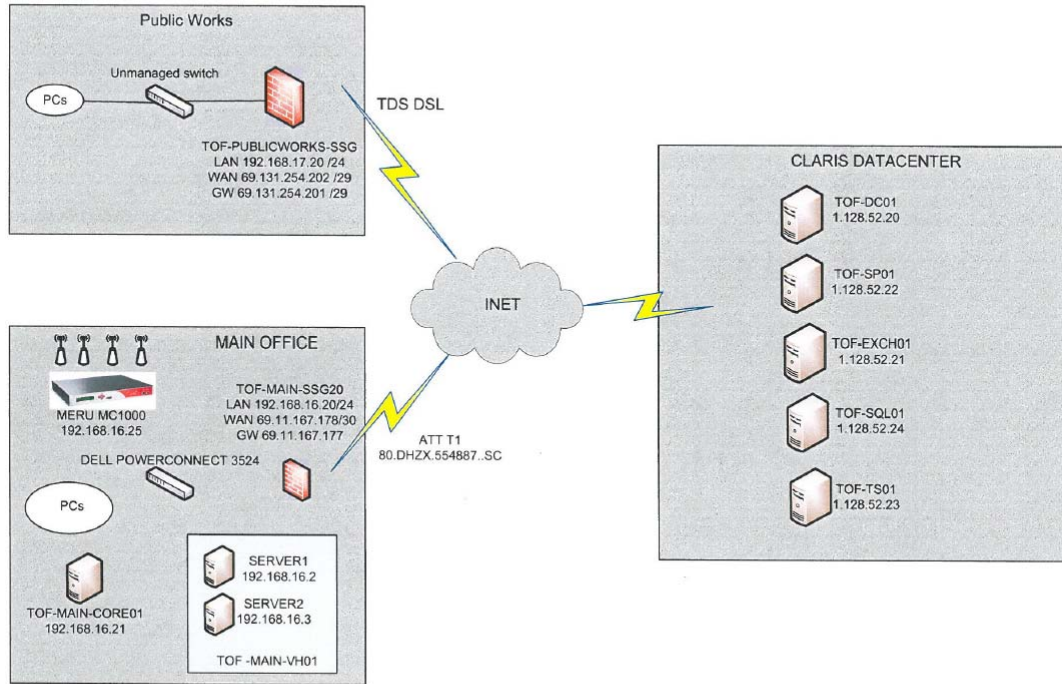 Public Works
Unmanaged switch
PCs
TOF-PUBLICWORKS-SSG
LAN 192.168.17.20 /24
WAN 69.131.254.202 /29
GW 69.131.254.201 /29
TDS DSL
INET
MAIN OFFICE
MERU MC1000
192.168.16.25
TOF-MAIN-SSG20
LAN 192.168.16.20/24
WAN 69.11.167.178/30
GW 69.11.167.177
DELL POWERCONNECT 3524
PCs
TOF-MAIN-CORE01
192.168.16.21
SERVER1
192.168.16.2
SERVER2
192.168.16.3
TOF -MAIN-VH01
ATT T1
80.DHZX.554887..SC
CLARIS DATACENTER
TOF-DC01
1.128.52.20
TOF-SP01
1.128.52.22
TOF-EXCH01
1.128.52.21
TOF-SQL01
1.128.52.24
TOF-TS01
1.128.52.23